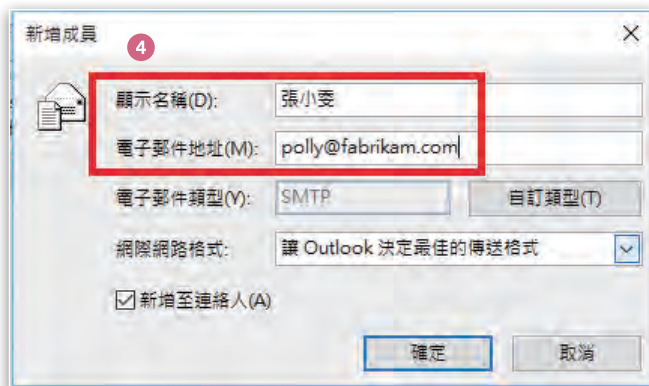 新增成員
4
顯示名稱(D): 張小雯
電子郵件地址(M): polly@fabrikam.com
電子郵件類型(Y): SMTP 自訂類型(T)
網際網路格式: 讓 Outlook 決定最佳的傳送格式
新增至連絡人(A)
確定 取消